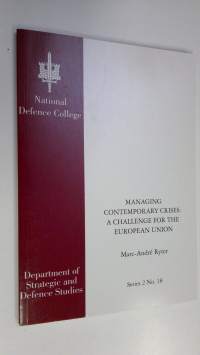 National
Defence College
MANAGING
CONTEMPORARY CRISES:
A CHALLENGE FOR THE
EUROPEAN UNION
Marc-André Ryter
Series 2 No. 18
Department of
Strategic and
Defence Studies